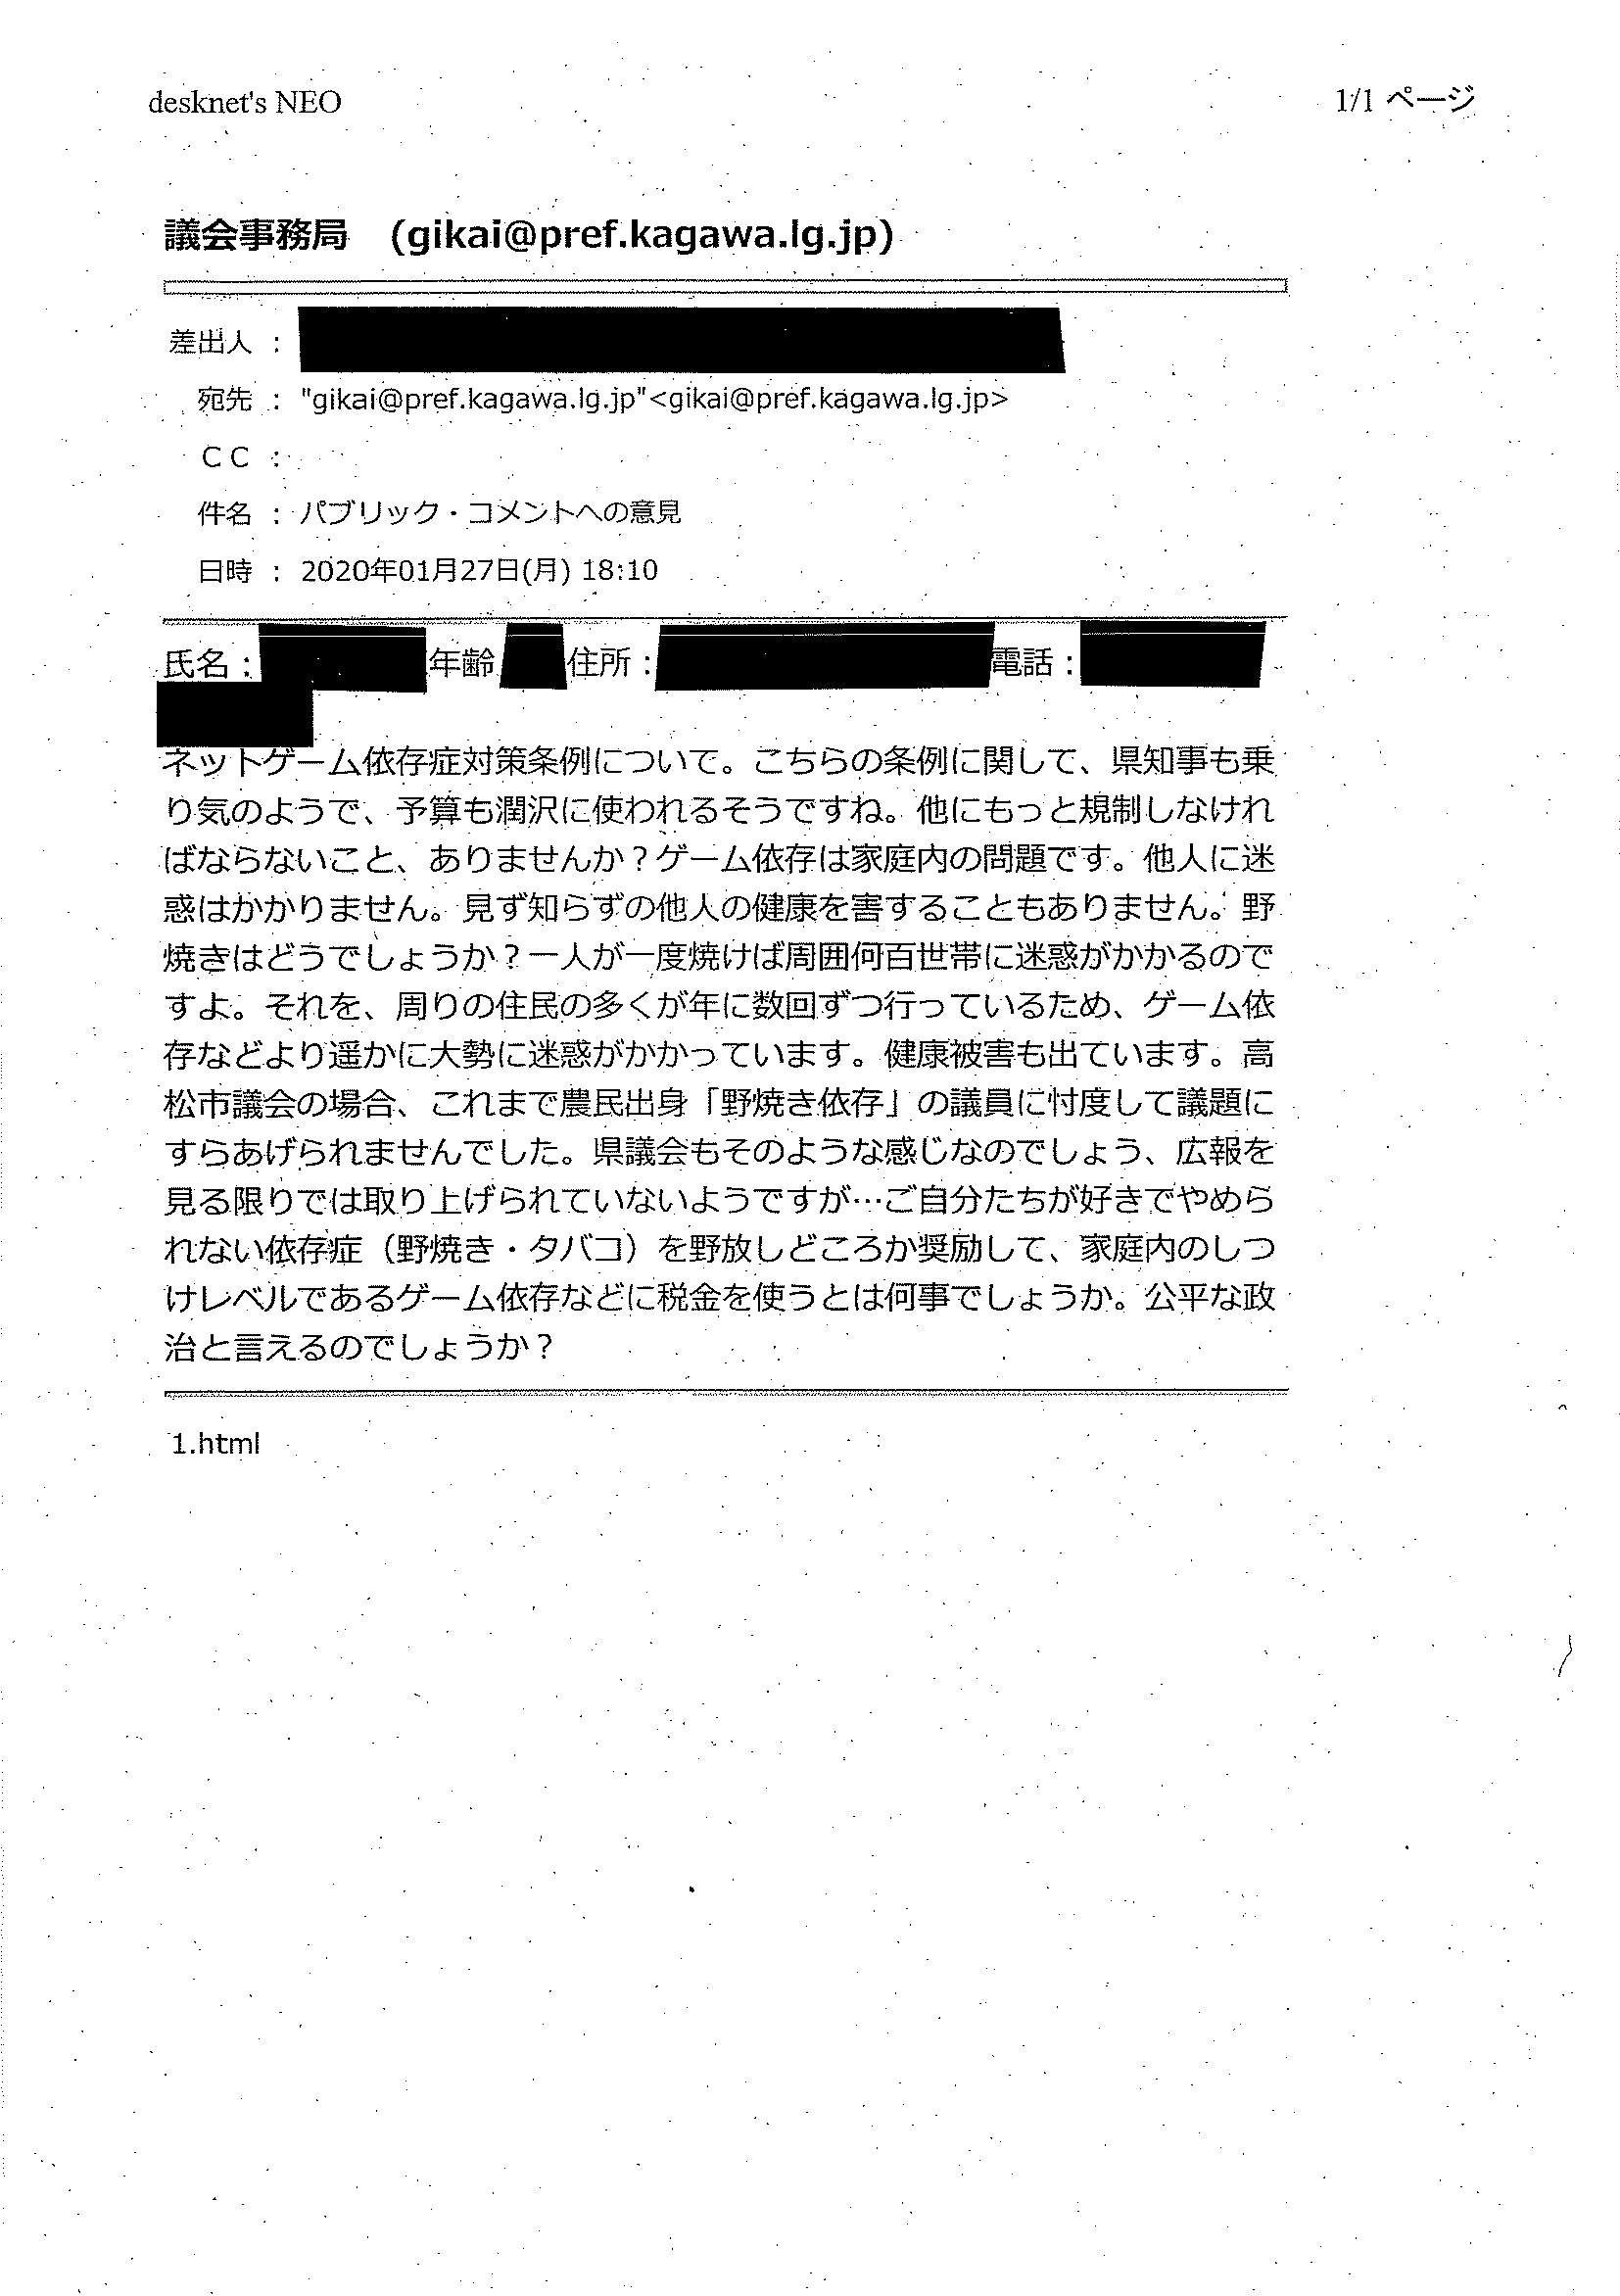 desknet's NEO
1/1 ページ
議会事務局　(gikai@pref.kagawa.lg.jp)
差出人 :
宛先 : "gikai@pref.kagawa.lg.jp"<gikai@pref.kagawa.lg.jp>
ＣＣ :
件名 : パブリック・コメントへの意見
日時 : 2020年01月27日(月) 18:10
氏名： 年齢 住所： 電話：
ネットゲーム依存症対策条例について。こちらの条例に関して、県知事も乗
り気のようで、予算も潤沢に使われるそうですね。他にもっと規制しなけれ
ばならないこと、ありませんか？ゲーム依存は家庭内の問題です。他人に迷
惑はかかりません。見ず知らずの他人の健康を害することもありません。野
焼きはどうでしょうか？一人が一度焼けば周囲何百世帯に迷惑がかかるので
すよ。それを、周りの住民の多くが年に数回ずつ行っているため、ゲーム依
存などより遥かに大勢に迷惑がかかっています。健康被害も出ています。高
松市議会の場合、これまで農民出身「野焼き依存」の議員に忖度して議題に
すらあげられませんでした。県議会もそのような感じなのでしょう、広報を
見る限りでは取り上げられていないようですが…ご自分たちが好きでやめら
れない依存症（野焼き・タバコ）を野放しどころか奨励して、家庭内のしつ
けレベルであるゲーム依存などに税金を使うとは何事でしょうか。公平な政
治と言えるのでしょうか？
1.html